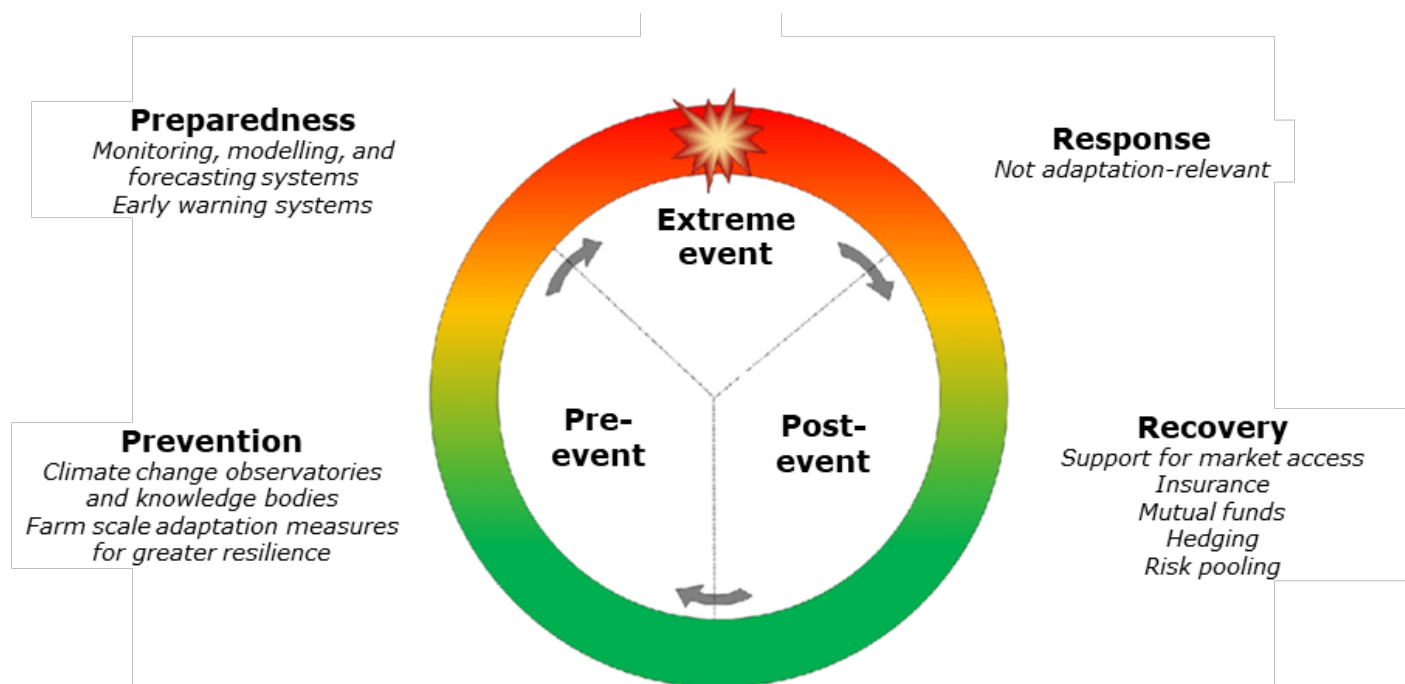 Preparedness
Monitoring, modelling, and
forecasting systems
Early warning systems
Response
Not adaptation-relevant
Extreme
event
Pre-
event
Post-
event
Prevention
Climate change observatories
and knowledge bodies
Farm scale adaptation measures
for greater resilience
Recovery
Support for market access
Insurance
Mutual funds
Hedging
Risk pooling